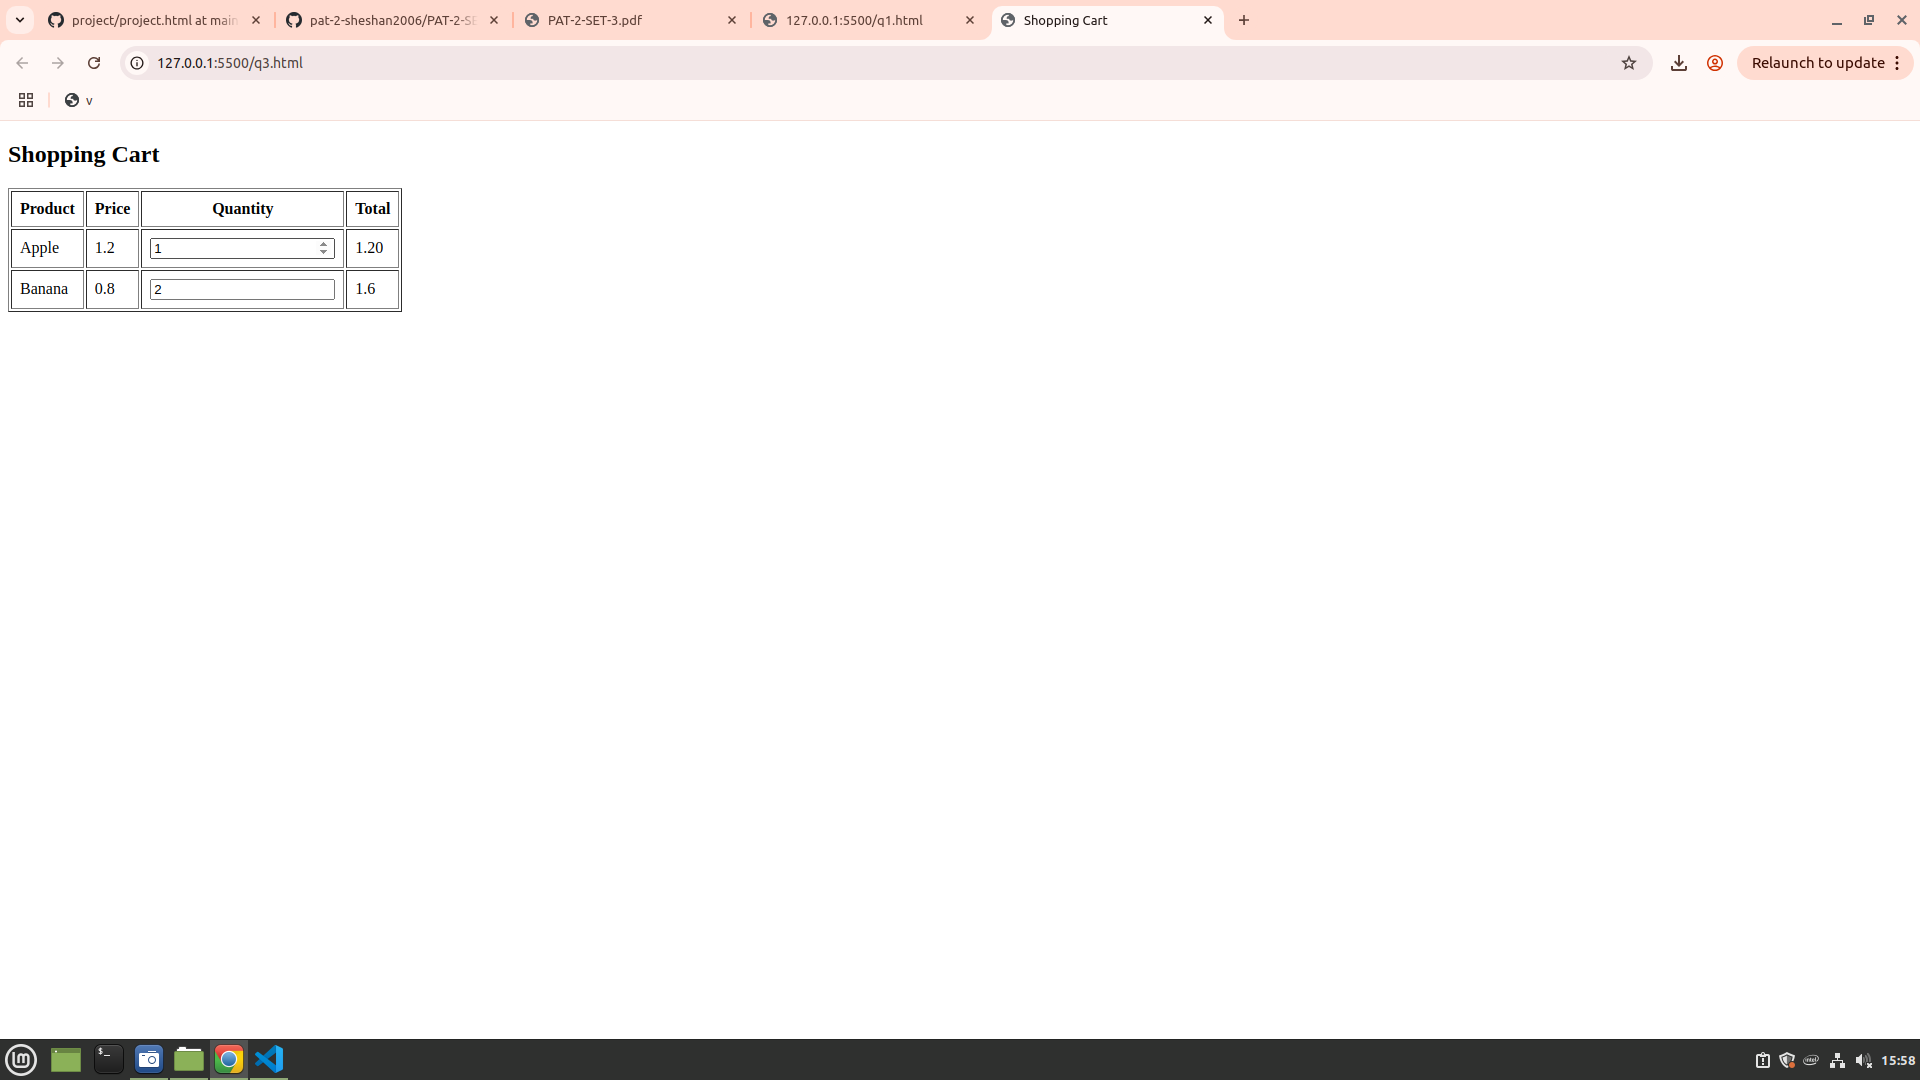 project/project.html at main
pat-2-sheshan2006/PAT-2-SE
PAT-2-SET-3.pdf
127.0.0.1:5500/q1.html
Shopping Cart
127.0.0.1:5500/q3.html
Relaunch to update
v
Shopping Cart
Product Price Quantity Total
Apple 1.2 1 1.20
Banana 0.8 2 1.6
15:58